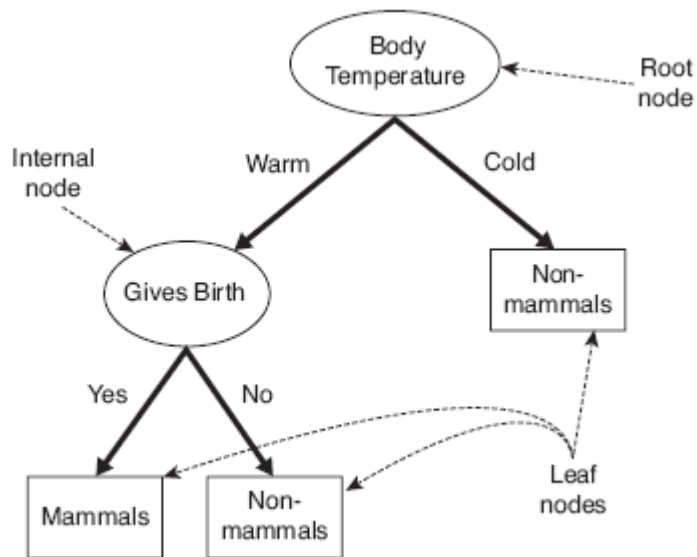 Body
Temperature
Root
node
Internal
node
Warm
Cold
Gives Birth
Non-
mammals
Yes
No
Mammals
Non-
mammals
Leaf
nodes